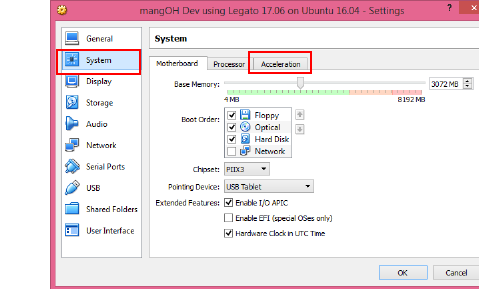 mangOH Dev using Legato 17.06 on Ubuntu 16.04 - Settings
? ×
General
System
Display
Storage
Audio
Network
Serial Ports
USB
Shared Folders
User Interface
System
Motherboard Processor Acceleration
Base Memory: 3072 MB
4 MB 8192 MB
Boot Order: Floppy
Optical
Hard Disk
Network
Chipset: PIIX3
Pointing Device: USB Tablet
Extended Features: Enable I/O APIC
Enable EFI (special OSes only)
Hardware Clock in UTC Time
OK Cancel